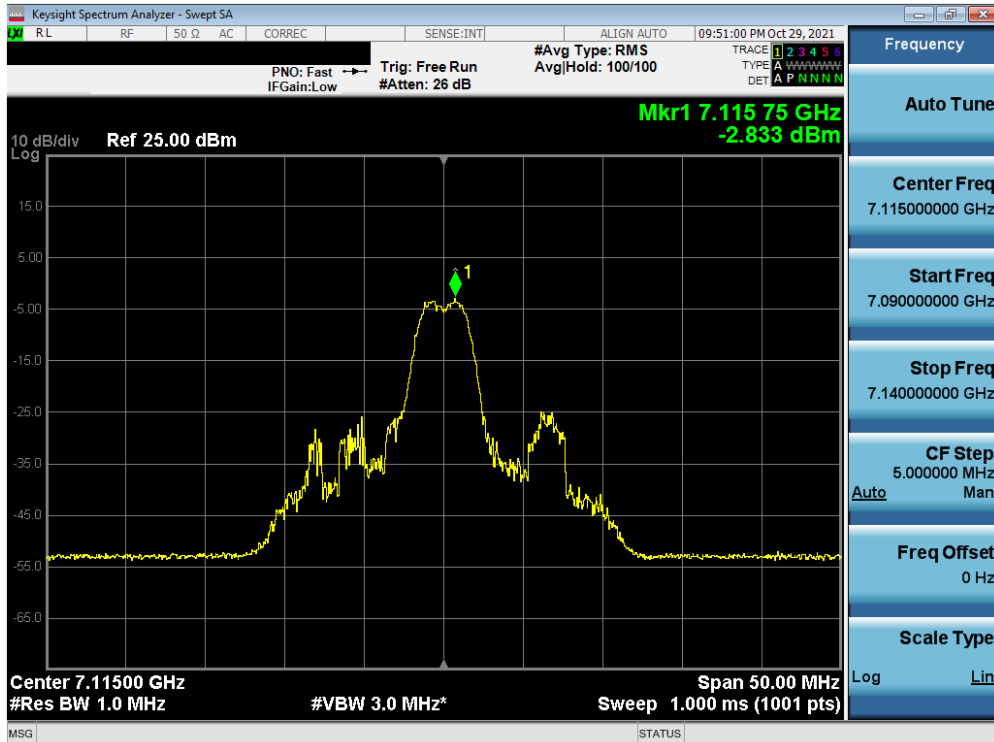 Keysight Spectrum Analyzer - Swept SA
LXI RL RF 50 Ω AC CORREC SENSE:INT ALIGN AUTO 09:51:00 PM Oct 29, 2021
PNO: Fast
IFGain:Low
Trig: Free Run
#Atten: 26 dB
#Avg Type: RMS
Avg|Hold: 100/100
TRACE 1 2 3 4 5 6
TYPE A WWWWW
DET A P N N N N
Mkr1 7.115 75 GHz
-2.833 dBm
10 dB/div Ref 25.00 dBm
Log
15.0
5.00
-5.00
-15.0
-25.0
-35.0
-45.0
-55.0
-65.0
1
Center 7.11500 GHz Span 50.00 MHz
#Res BW 1.0 MHz #VBW 3.0 MHz* Sweep 1.000 ms (1001 pts)
MSG STATUS
Frequency
Auto Tune
Center Freq
7.115000000 GHz
Start Freq
7.090000000 GHz
Stop Freq
7.140000000 GHz
CF Step
5.000000 MHz
Auto Man
Freq Offset
0 Hz
Scale Type
Log Lin